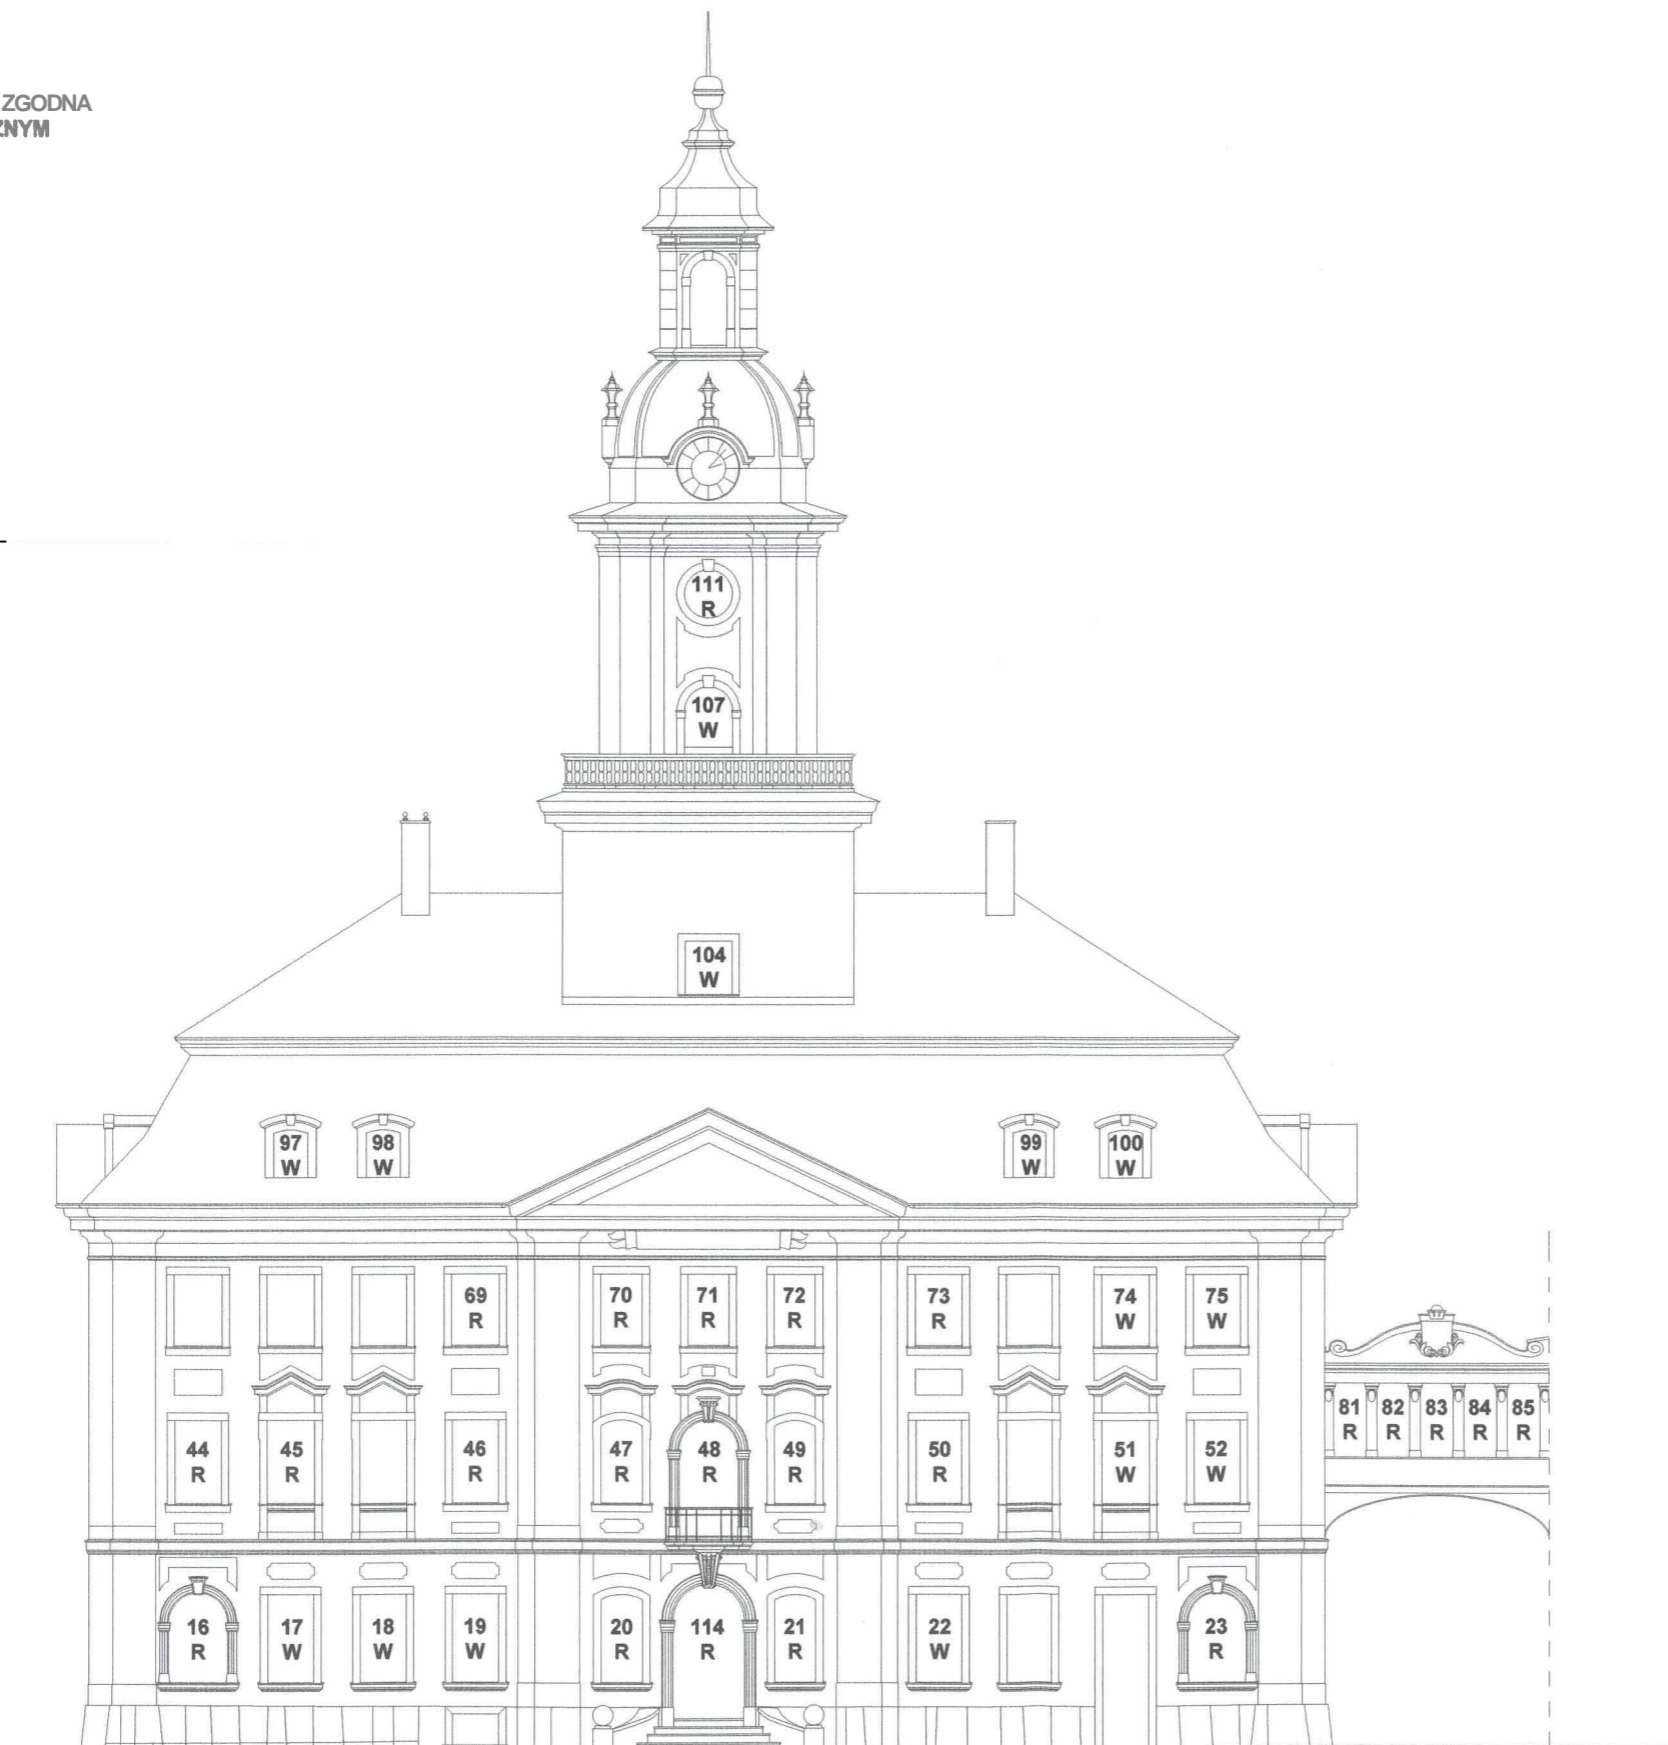 ZGODNA
ZNYM
111
R
107
W
104
W
97 98 99 100
W W W W
69 70 71 72 73 74 75
R R R R R W W
81 82 83 84 85
R R R R R
44 45 46 47 48 49 50 51 52
R R R R R R R W W
16 17 18 19 20 114 21 22 23
R W W W R R R W R